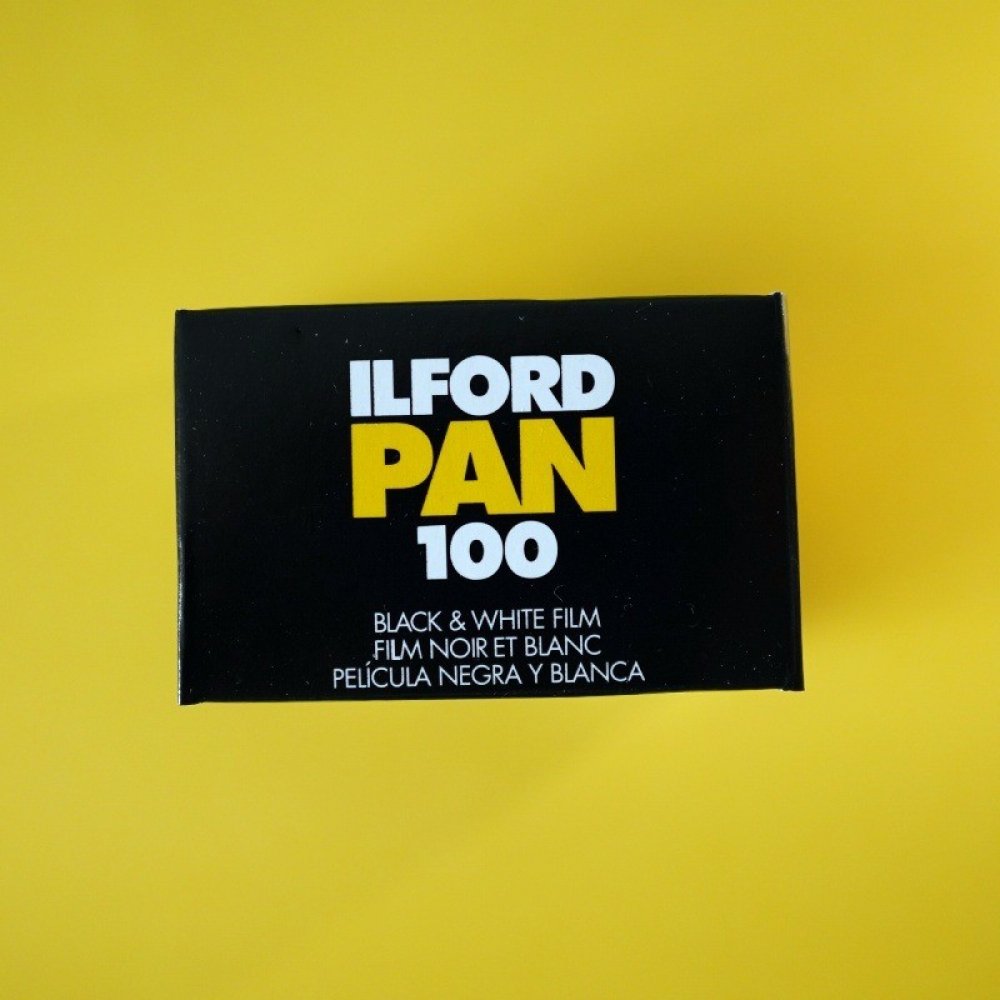 ILFORD
PAN
100
BLACK & WHITE FILM
FILM NOIR ET BLANC
PELÍCULA NEGRA Y BLANCA